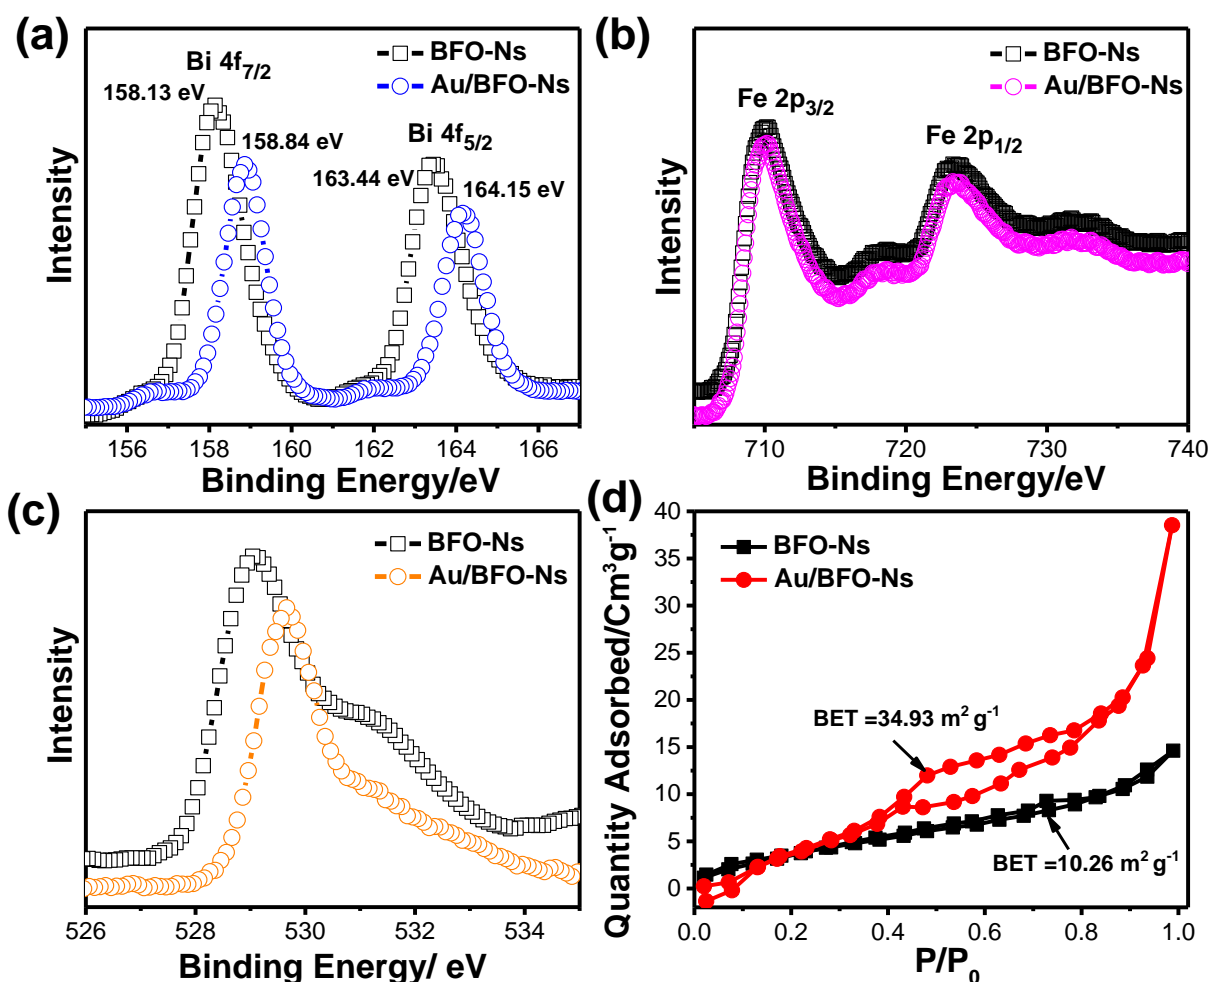 (a)
BFO-Ns
Au/BFO-Ns
Bi 4f7/2
158.13 eV
158.84 eV
Bi 4f5/2
163.44 eV
164.15 eV
Intensity
156 158 160 162 164 166
Binding Energy/eV
(b)
BFO-Ns
Au/BFO-Ns
Fe 2p3/2
Fe 2p1/2
Intensity
710 720 730 740
Binding Energy/eV
(c)
BFO-Ns
Au/BFO-Ns
Intensity
526 528 530 532 534
Binding Energy/ eV
(d)
BFO-Ns
Au/BFO-Ns
Quantity Adsorbed/Cm³g⁻¹
40
35
30
25
20
15
10
5
0
BET =34.93 m² g⁻¹
BET =10.26 m² g⁻¹
0.0 0.2 0.4 0.6 0.8 1.0
P/P₀